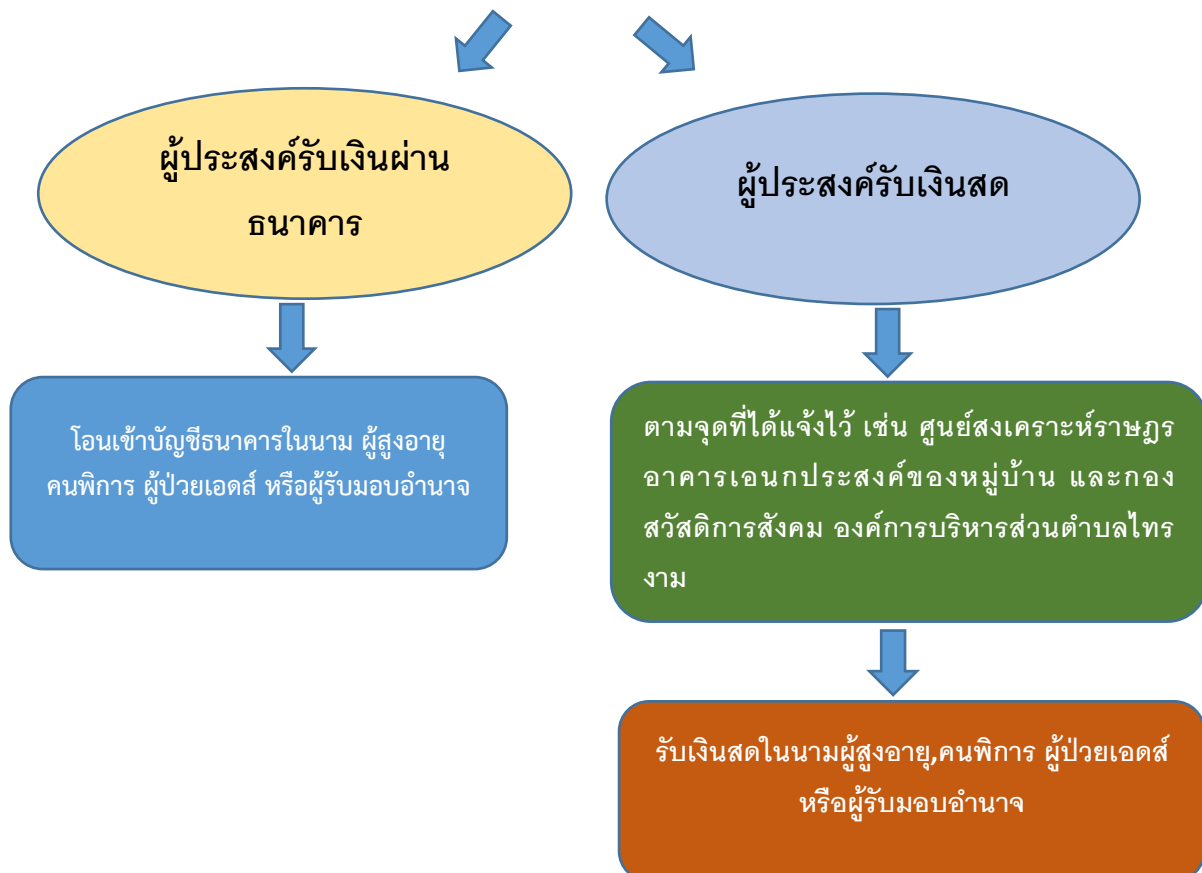 ผู้ประสงค์รับเงินผ่าน
ธนาคาร
ผู้ประสงค์รับเงินสด
โอนเข้าบัญชีธนาคารในนาม ผู้สูงอายุ
คนพิการ ผู้ป่วยเอดส์ หรือผู้รับมอบอำนาจ
ตามจุดที่ได้แจ้งไว้ เช่น ศูนย์สงเคราะห์ราษฎร
อาคารเอนกประสงค์ของหมู่บ้าน และกอง
สวัสดิการสังคม องค์การบริหารส่วนตำบลไทร
งาม
รับเงินสดในนามผู้สูงอายุ,คนพิการ ผู้ป่วยเอดส์
หรือผู้รับมอบอำนาจ